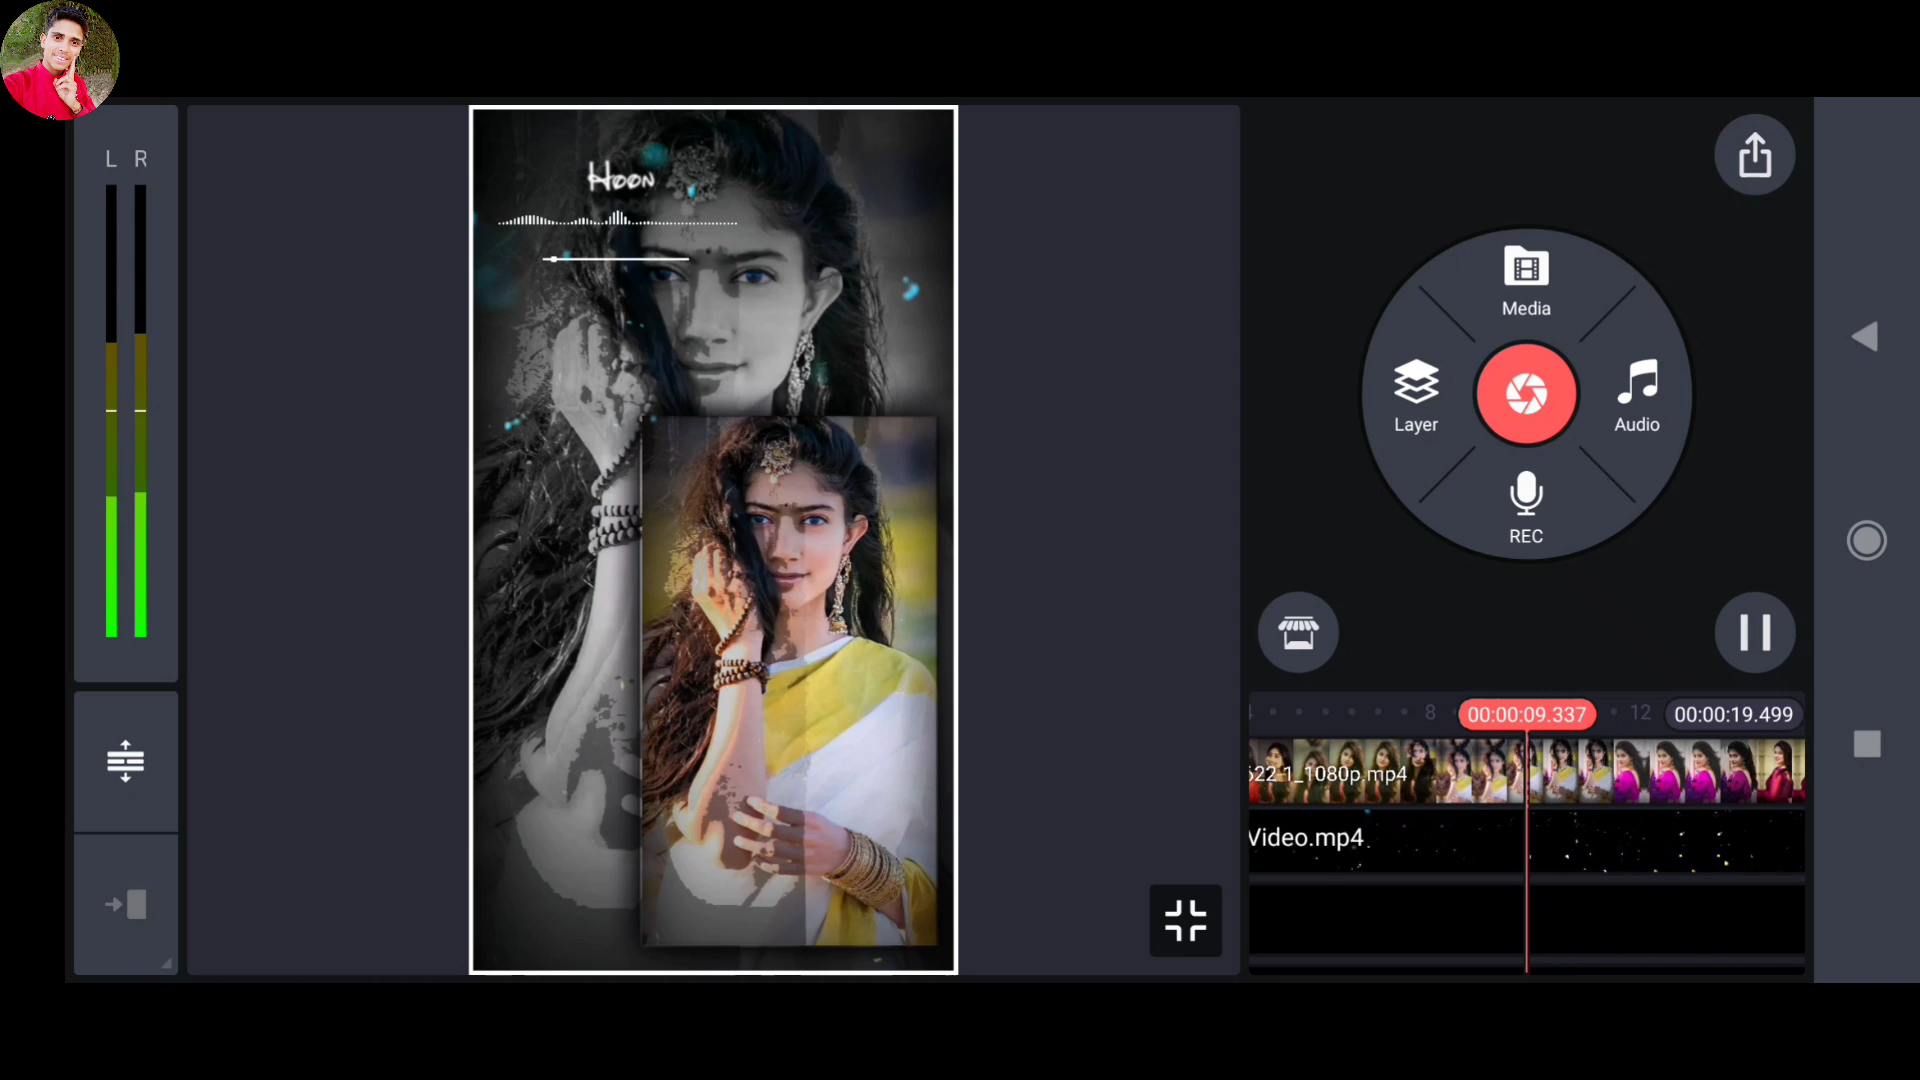 L R
Hoon
Media
Layer
Audio
REC
8
00:00:09.337
12
00:00:19.499
622-1_1080p.mp4
Video.mp4